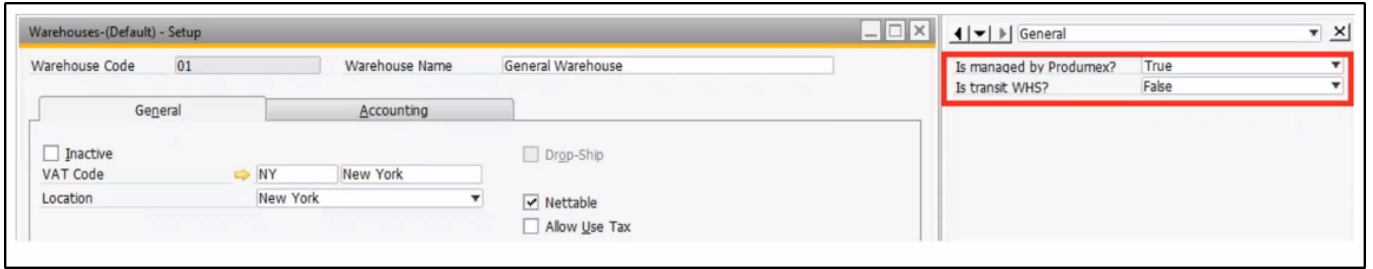 Warehouses-(Default) - Setup
Warehouse Code 01 Warehouse Name General Warehouse
General Accounting
Inactive Drop-Ship
VAT Code NY New York
Location New York Nettable
Allow Use Tax
General
Is managed by Produmex? True
Is transit WHS? False